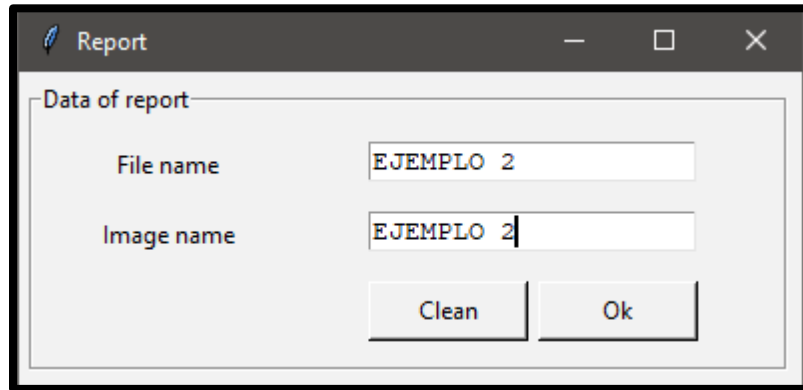 Report
Data of report
File name EJEMPLO 2
Image name EJEMPLO 2
Clean Ok